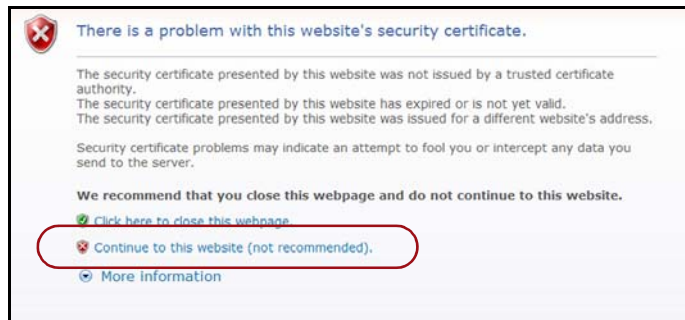 There is a problem with this website's security certificate.
The security certificate presented by this website was not issued by a trusted certificate
authority.
The security certificate presented by this website has expired or is not yet valid.
The security certificate presented by this website was issued for a different website's address.
Security certificate problems may indicate an attempt to fool you or intercept any data you
send to the server.
We recommend that you close this webpage and do not continue to this website.
Click here to close this webpage.
Continue to this website (not recommended).
More information